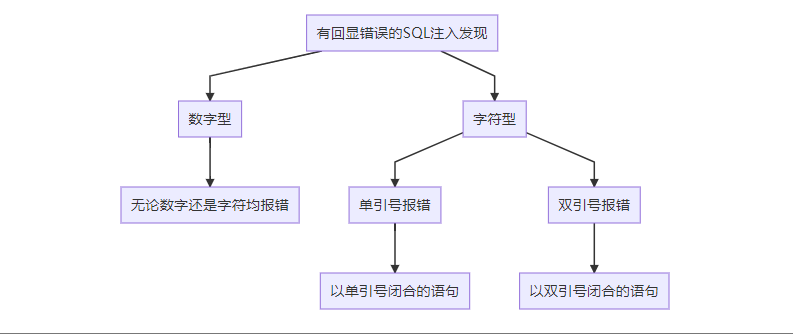 有回显错误的SQL注入发现
数字型
字符型
无论数字还是字符均报错
单引号报错
双引号报错
以单引号闭合的语句
以双引号闭合的语句